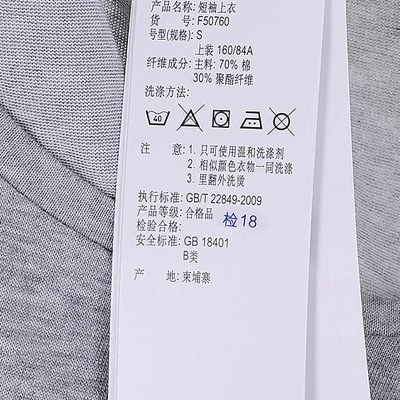 产品名称: 短袖上衣
货 号: F50760
号型(规格): S
上装 160/84A
纤维成分: 主料: 70% 棉
30% 聚酯纤维
洗涤方法:
40
注 意: 1. 只可使用温和洗涤剂
2. 相似颜色衣物一同洗涤
3. 里翻外洗烫
执行标准: GB/T 22849-2009
产品等级: 合格品
检验合格: 检18
安全标准: GB 18401
B类
产 地: 柬埔寨